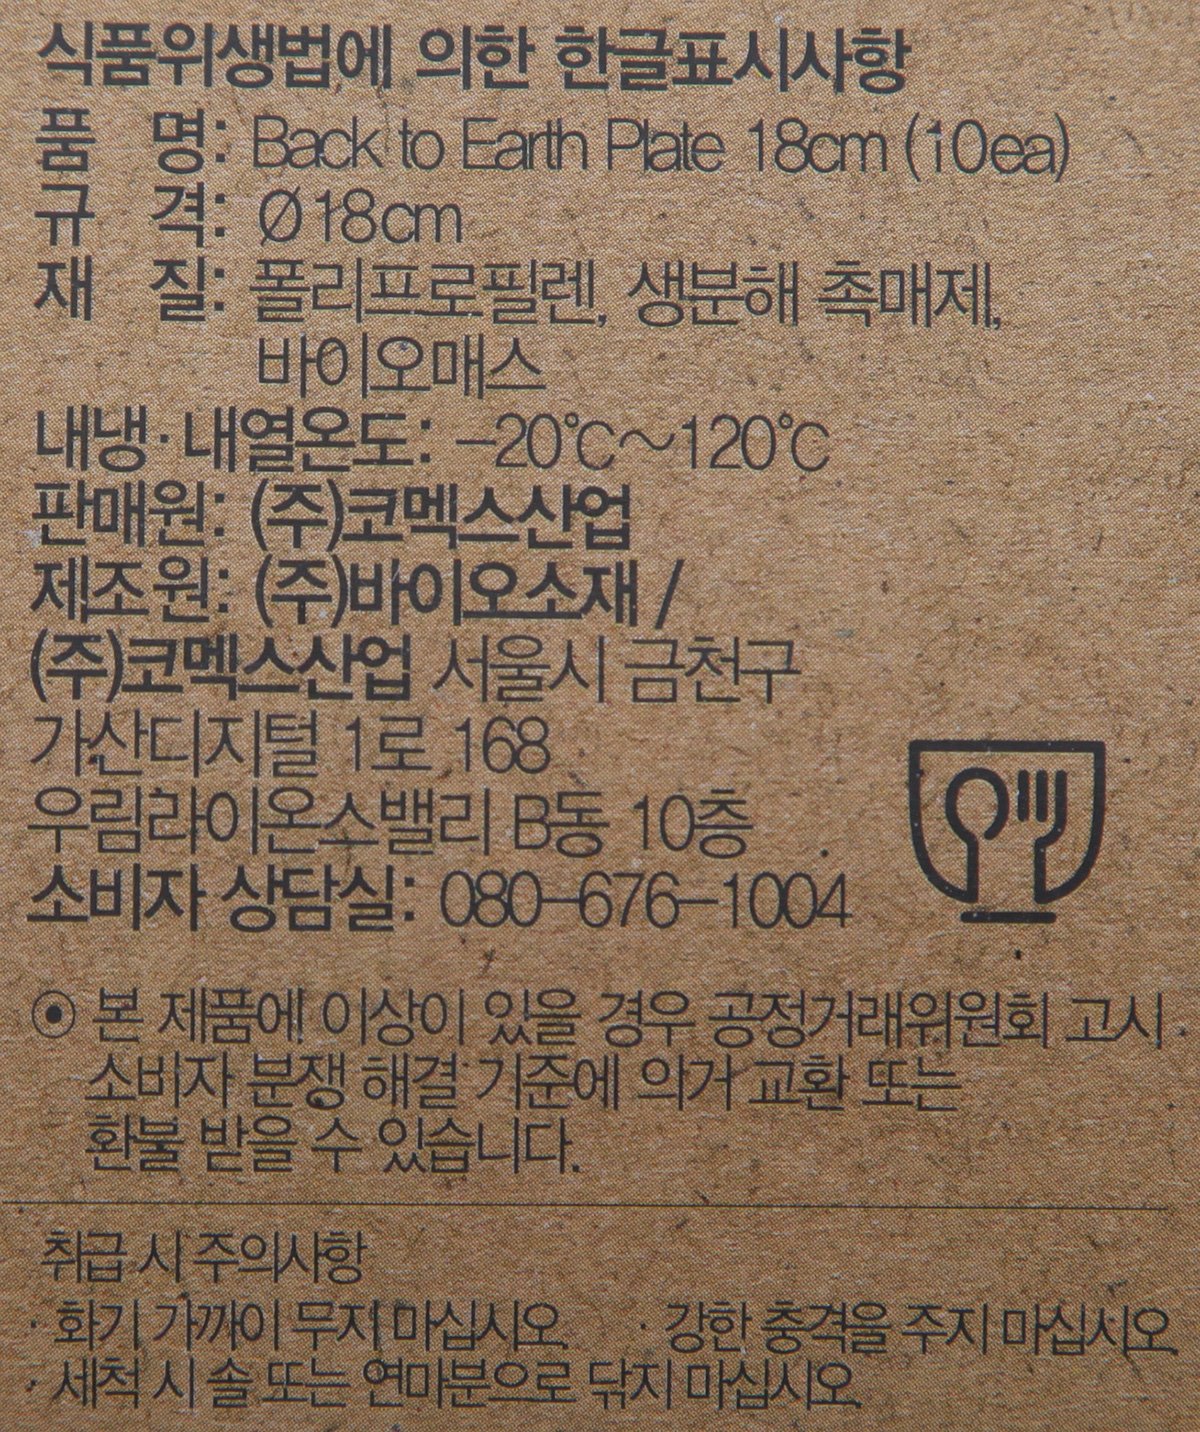 식품위생법에 의한 한글표시사항
품 명: Back to Earth Plate 18cm (10ea)
규 격: Ø18cm
재 질: 폴리프로필렌, 생분해 촉매제,
바이오매스
내냉·내열온도: -20℃~120℃
판매원: (주)코멕스산업
제조원: (주)바이오소재 /
(주)코멕스산업 서울시 금천구
가산디지털 1로 168
우림라이온스밸리 B동 10층
소비자 상담실: 080-676-1004
⊙ 본 제품에 이상이 있을 경우 공정거래위원회 고시
소비자 분쟁 해결 기준에 의거 교환 또는
환불 받을 수 있습니다.
취급 시 주의사항
· 화기 가까이 두지 마십시오. · 강한 충격을 주지 마십시오.
· 세척 시 솔 또는 연마분으로 닦지 마십시오.